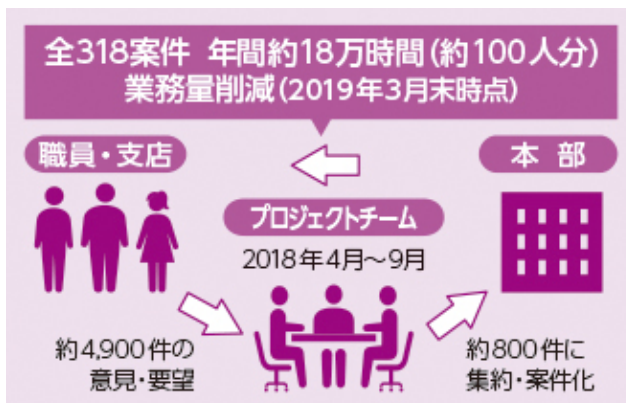 全318案件 年間約18万時間(約100人分)
業務量削減(2019年3月末時点)
職員・支店
本部
プロジェクトチーム
2018年4月〜9月
約4,900件の
意見・要望
約800件に
集約・案件化